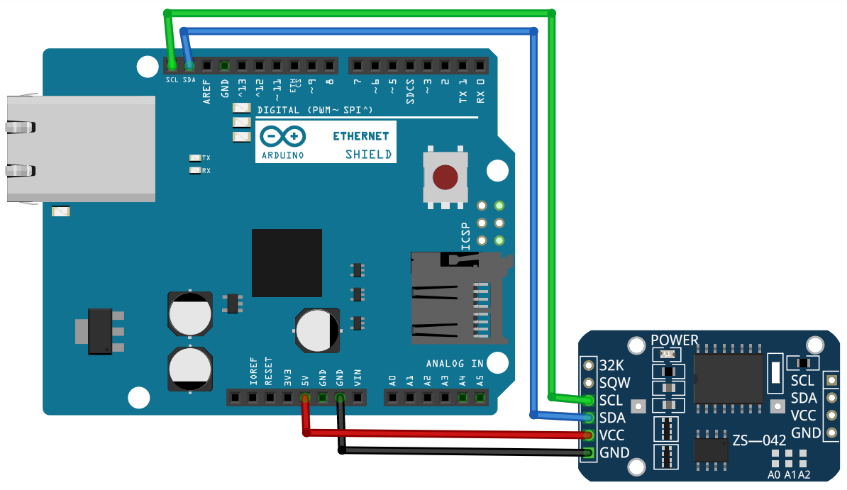 SCL SDA AREF GND ^13 ^12 ~11 ETH CS ~9 8 7 ~6 ~5 SDCS ~3 2 TX 1 RX 0
DIGITAL (PWM~ SPI^)
ARDUINO
ETHERNET
SHIELD
TX
RX
ICSP
ANALOG IN
IOREF RESET 3V3 5V GND GND VIN A0 A1 A2 A3 A4 A5
POWER
32K
SQW
SCL
SDA
VCC
GND
ZS—042
SCL
SDA
VCC
GND
A0 A1 A2